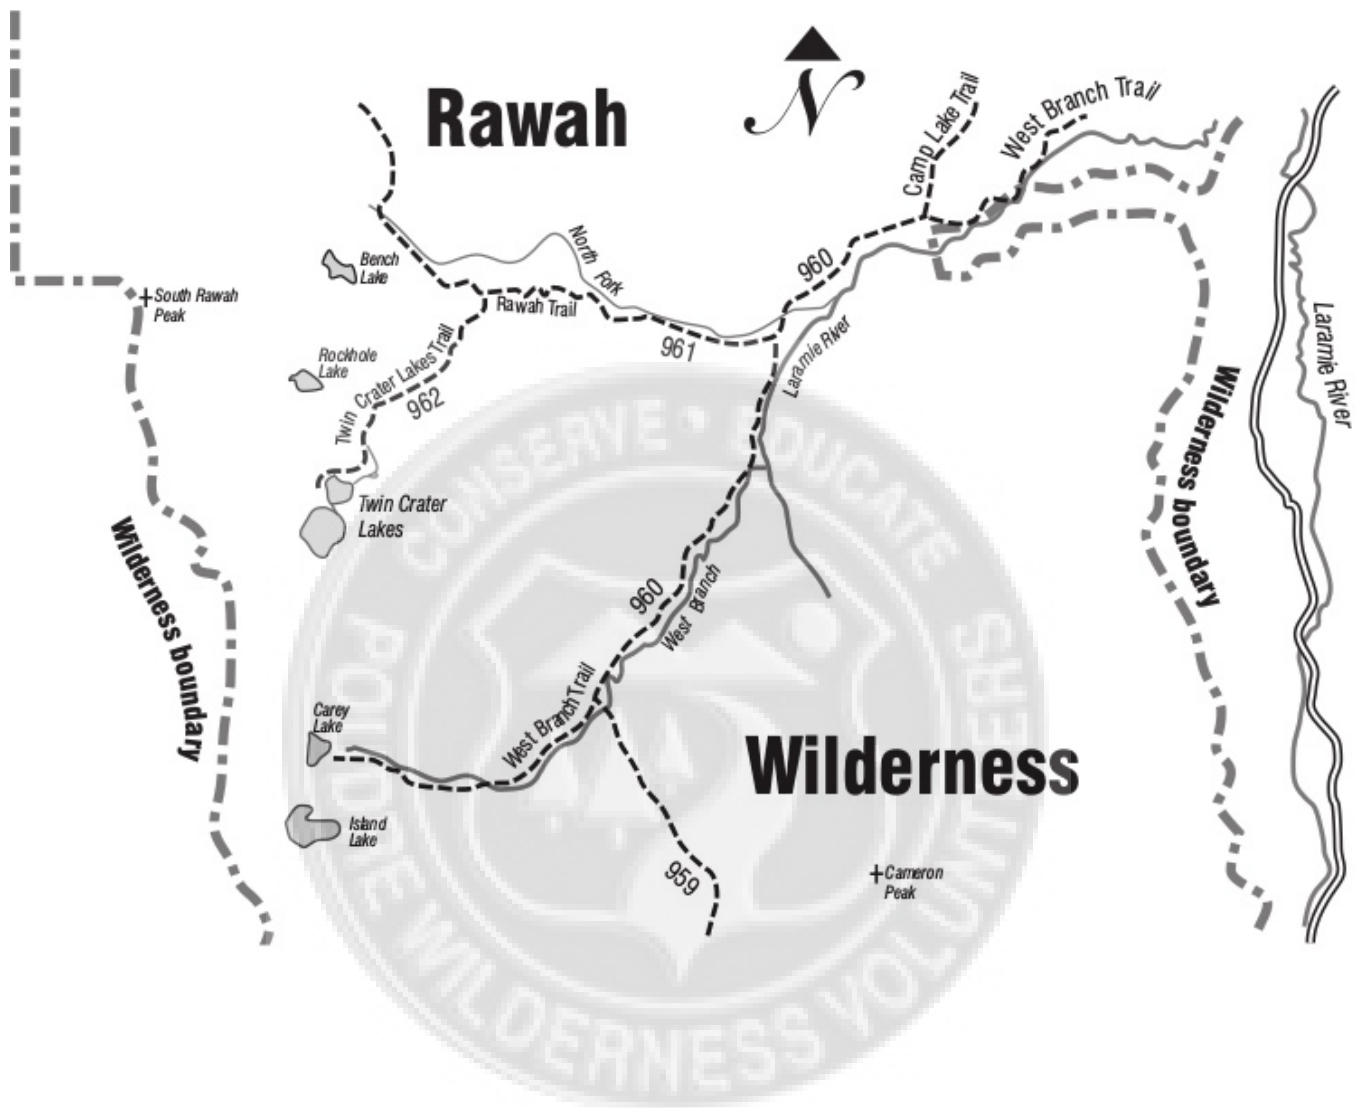 Rawah
N
Camp Lake Trail
West Branch Trail
North
Fork
Bench
Lake
960
South Rawah
Peak
Rawah Trail
Laramie River
961
Laramie River
Rockhole
Lake
Twin Crater Lakes Trail
962
Wilderness boundary
CONSERVE • EDUCATE
Twin Crater
Lakes
Wilderness boundary
960
West Branch
West Branch Trail
Carey
Lake
Wilderness
Island
Lake
959
Cameron
Peak
POUDRE WILDERNESS VOLUNTEERS